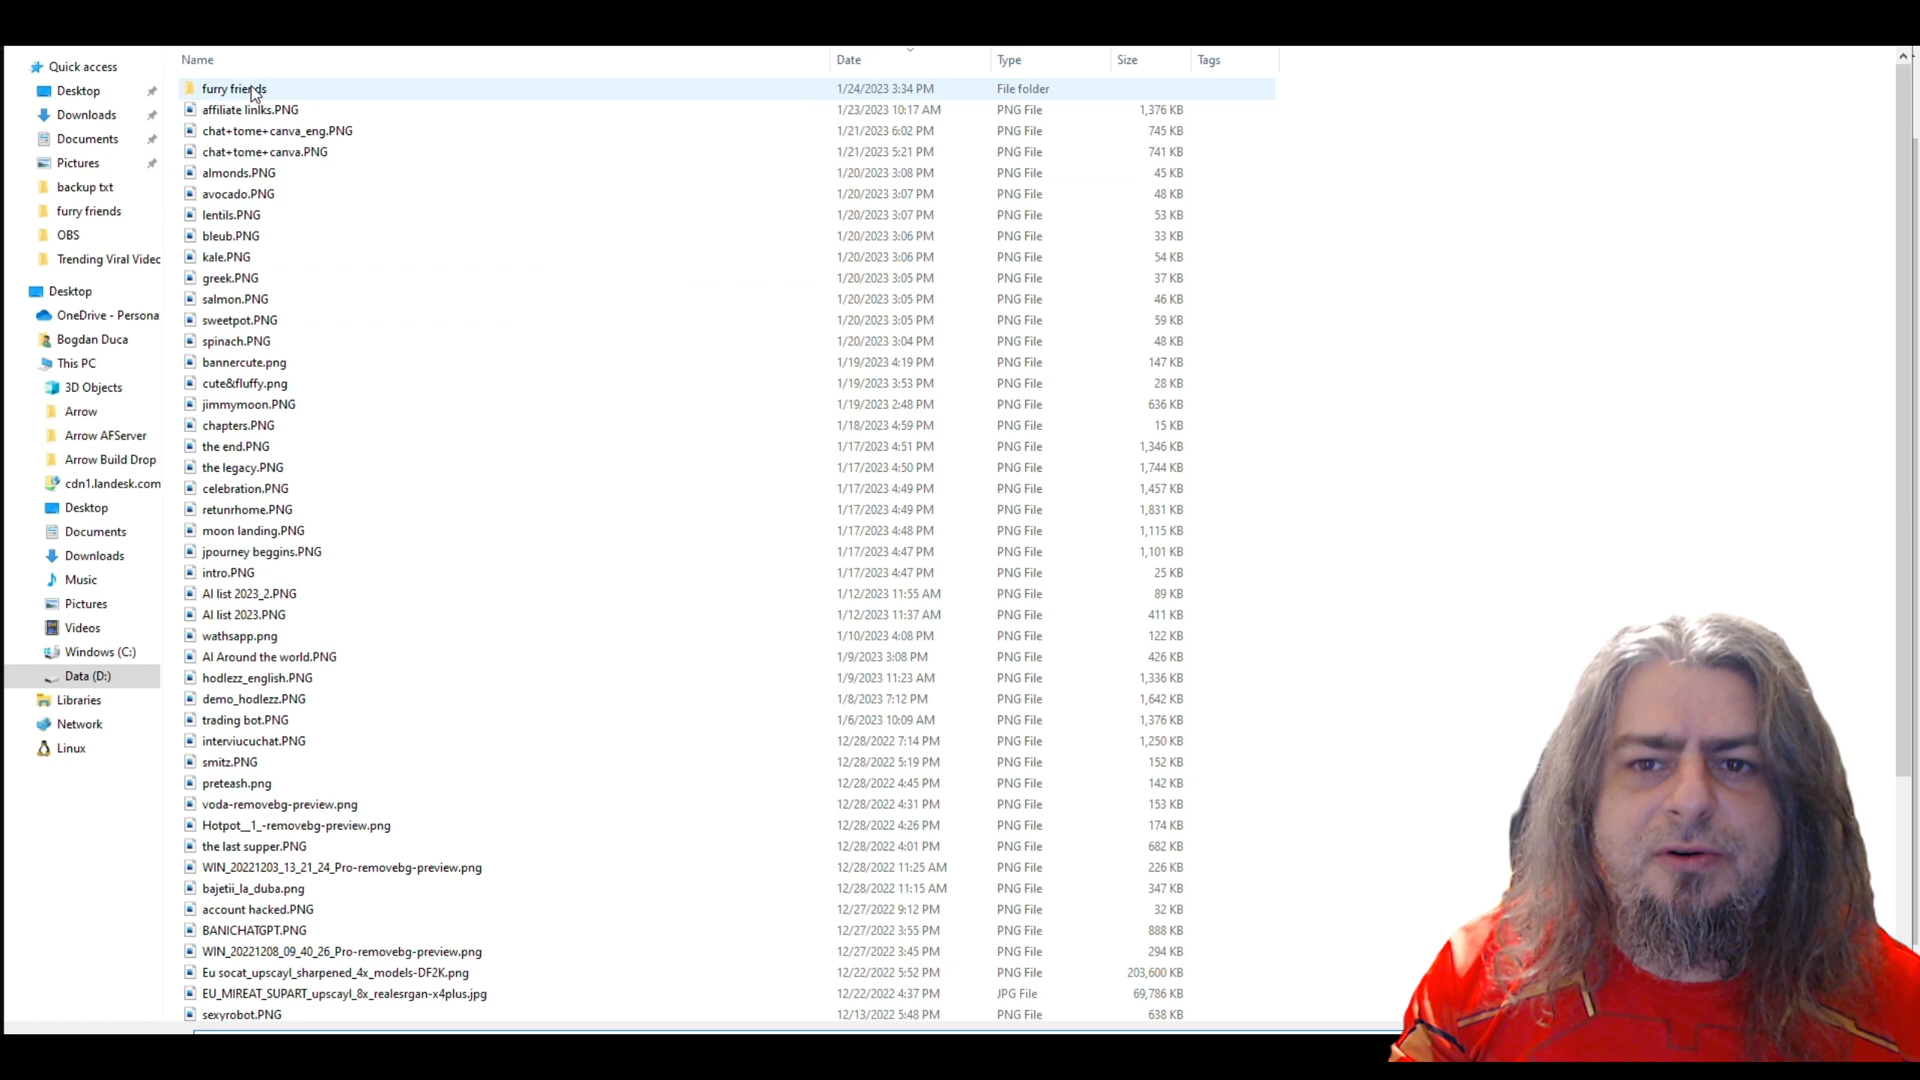 Name Date Type Size Tags
Quick access
Desktop
Downloads
Documents
Pictures
backup txt
furry friends
OBS
Trending Viral Videc
Desktop
OneDrive - Persona
Bogdan Duca
This PC
3D Objects
Arrow
Arrow AFServer
Arrow Build Drop
cdn1.landesk.com
Desktop
Documents
Downloads
Music
Pictures
Videos
Windows (C:)
Data (D:)
Libraries
Network
Linux
furry friends 1/24/2023 3:34 PM File folder
affiliate linlks.PNG 1/23/2023 10:17 AM PNG File 1,376 KB
chat+tome+canva_eng.PNG 1/21/2023 6:02 PM PNG File 745 KB
chat+tome+canva.PNG 1/21/2023 5:21 PM PNG File 741 KB
almonds.PNG 1/20/2023 3:08 PM PNG File 45 KB
avocado.PNG 1/20/2023 3:07 PM PNG File 48 KB
lentils.PNG 1/20/2023 3:07 PM PNG File 53 KB
bleub.PNG 1/20/2023 3:06 PM PNG File 33 KB
kale.PNG 1/20/2023 3:06 PM PNG File 54 KB
greek.PNG 1/20/2023 3:05 PM PNG File 37 KB
salmon.PNG 1/20/2023 3:05 PM PNG File 46 KB
sweetpot.PNG 1/20/2023 3:05 PM PNG File 59 KB
spinach.PNG 1/20/2023 3:04 PM PNG File 48 KB
bannercute.png 1/19/2023 4:19 PM PNG File 147 KB
cute&fluffy.png 1/19/2023 3:53 PM PNG File 28 KB
jimmymoon.PNG 1/19/2023 2:48 PM PNG File 636 KB
chapters.PNG 1/18/2023 4:59 PM PNG File 15 KB
the end.PNG 1/17/2023 4:51 PM PNG File 1,346 KB
the legacy.PNG 1/17/2023 4:50 PM PNG File 1,744 KB
celebration.PNG 1/17/2023 4:49 PM PNG File 1,457 KB
retunrhome.PNG 1/17/2023 4:49 PM PNG File 1,831 KB
moon landing.PNG 1/17/2023 4:48 PM PNG File 1,115 KB
jpourney beggins.PNG 1/17/2023 4:47 PM PNG File 1,101 KB
intro.PNG 1/17/2023 4:47 PM PNG File 25 KB
AI list 2023_2.PNG 1/12/2023 11:55 AM PNG File 89 KB
AI list 2023.PNG 1/12/2023 11:37 AM PNG File 411 KB
wathsapp.png 1/10/2023 4:08 PM PNG File 122 KB
AI Around the world.PNG 1/9/2023 3:08 PM PNG File 426 KB
hodlezz_english.PNG 1/9/2023 11:23 AM PNG File 1,336 KB
demo_hodlezz.PNG 1/8/2023 7:12 PM PNG File 1,642 KB
trading bot.PNG 1/6/2023 10:09 AM PNG File 1,376 KB
interviucuchat.PNG 12/28/2022 7:14 PM PNG File 1,250 KB
smitz.PNG 12/28/2022 5:19 PM PNG File 152 KB
preteash.png 12/28/2022 4:45 PM PNG File 142 KB
voda-removebg-preview.png 12/28/2022 4:31 PM PNG File 153 KB
Hotpot__1_-removebg-preview.png 12/28/2022 4:26 PM PNG File 174 KB
the last supper.PNG 12/28/2022 4:01 PM PNG File 682 KB
WIN_20221203_13_21_24_Pro-removebg-preview.png 12/28/2022 11:25 AM PNG File 226 KB
bajetii_la_duba.png 12/28/2022 11:15 AM PNG File 347 KB
account hacked.PNG 12/27/2022 9:12 PM PNG File 32 KB
BANICHATGPT.PNG 12/27/2022 3:55 PM PNG File 888 KB
WIN_20221208_09_40_26_Pro-removebg-preview.png 12/27/2022 3:45 PM PNG File 294 KB
Eu socat_upscayl_sharpened_4x_models-DF2K.png 12/22/2022 5:52 PM PNG File 203,600 KB
EU_MIREAT_SUPART_upscayl_8x_realesrgan-x4plus.jpg 12/22/2022 4:37 PM JPG File 69,786 KB
sexyrobot.PNG 12/13/2022 5:48 PM PNG File 638 KB